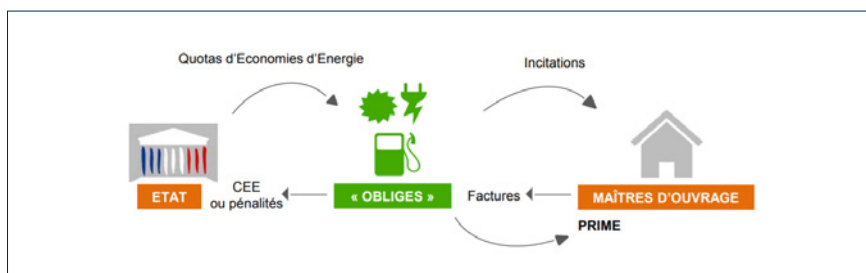 Quotas d'Economies d'Energie
Incitations
ETAT
CEE
ou pénalités
« OBLIGES »
Factures
MAÎTRES D'OUVRAGE
PRIME